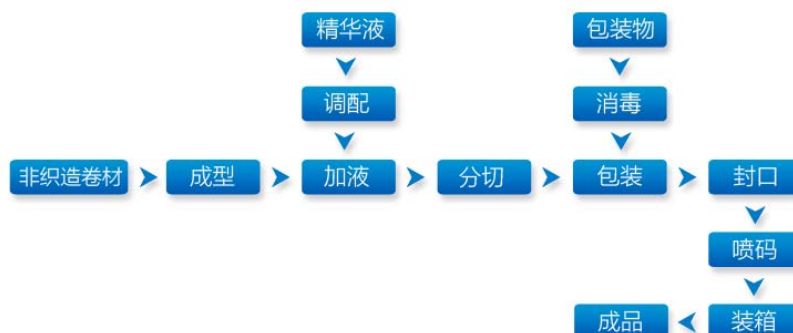 精华液
包装物
调配
消毒
非织造卷材
成型
加液
分切
包装
封口
喷码
成品
装箱